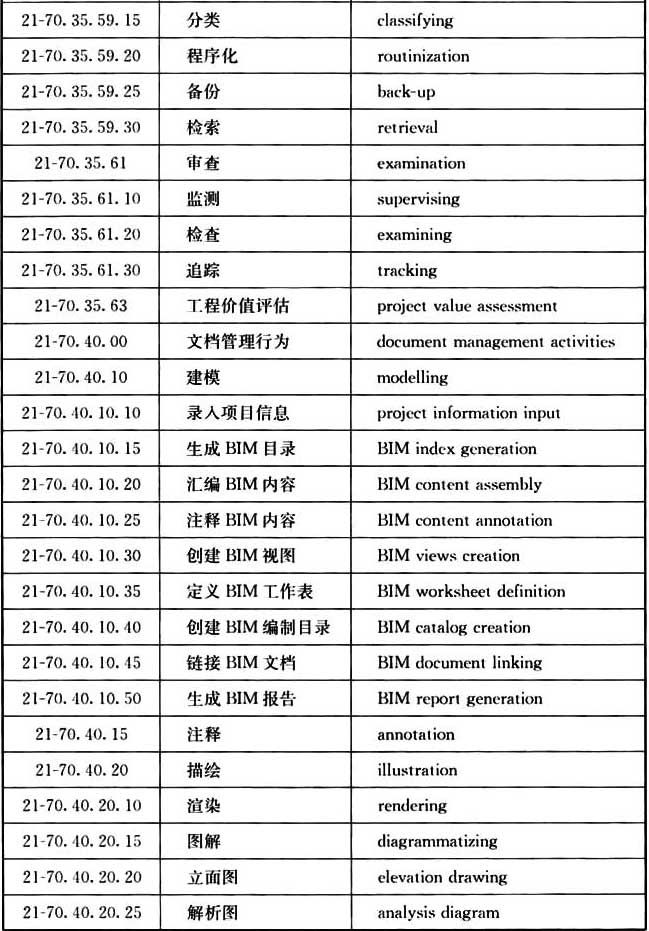 21-70.35.59.15 分类 classifying
21-70.35.59.20 程序化 routinization
21-70.35.59.25 备份 back-up
21-70.35.59.30 检索 retrieval
21-70.35.61 审查 examination
21-70.35.61.10 监测 supervising
21-70.35.61.20 检查 examining
21-70.35.61.30 追踪 tracking
21-70.35.63 工程价值评估 project value assessment
21-70.40.00 文档管理行为 document management activities
21-70.40.10 建模 modelling
21-70.40.10.10 录入项目信息 project information input
21-70.40.10.15 生成 BIM 目录 BIM index generation
21-70.40.10.20 汇编 BIM 内容 BIM content assembly
21-70.40.10.25 注释 BIM 内容 BIM content annotation
21-70.40.10.30 创建 BIM 视图 BIM views creation
21-70.40.10.35 定义 BIM 工作表 BIM worksheet definition
21-70.40.10.40 创建 BIM 编制目录 BIM catalog creation
21-70.40.10.45 链接 BIM 文档 BIM document linking
21-70.40.10.50 生成 BIM 报告 BIM report generation
21-70.40.15 注释 annotation
21-70.40.20 描绘 illustration
21-70.40.20.10 渲染 rendering
21-70.40.20.15 图解 diagrammatizing
21-70.40.20.20 立面图 elevation drawing
21-70.40.20.25 解析图 analysis diagram